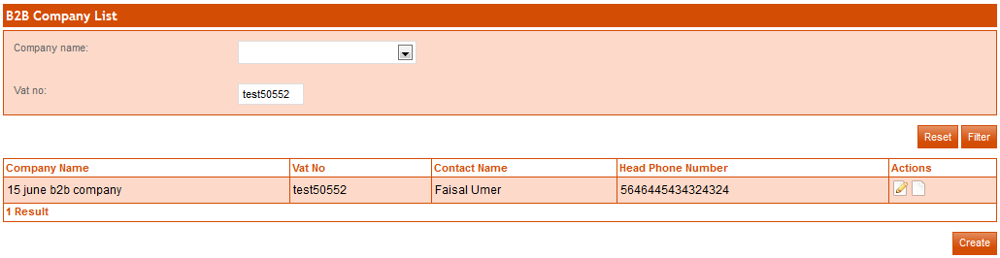 B2B Company List
Company name:
Vat no: test50552
Reset Filter
Company Name Vat No Contact Name Head Phone Number Actions
15 june b2b company test50552 Faisal Umer 5646445434324324
1 Result
Create